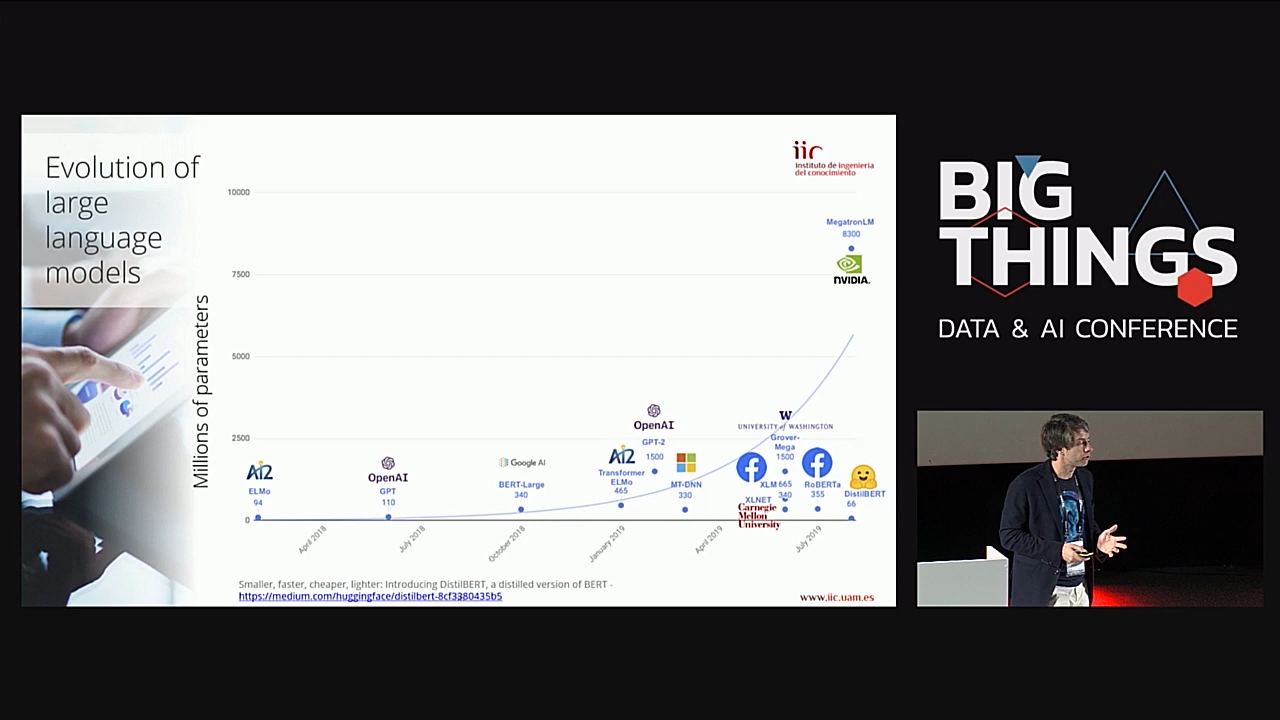 Evolution of
large
language
models
Millions of parameters
iic
instituto de ingeniería
del conocimiento
10000
7500
5000
2500
0
MegatronLM
8300
NVIDIA.
OpenAI
GPT-2
1500
W
UNIVERSITY of WASHINGTON
Grover-
Mega
1500
AI2
ELMo
94
OpenAI
GPT
110
Google AI
BERT-Large
340
AI2
Transformer
ELMo
465
MT-DNN
330
XLM 665
340
XLNET
Carnegie
Mellon
University
RoBERTa
355
DistilBERT
66
April 2018
July 2018
October 2018
January 2019
April 2019
July 2019
Smaller, faster, cheaper, lighter: Introducing DistilBERT, a distilled version of BERT -
https://medium.com/huggingface/distilbert-8cf3380435b5
www.iic.uam.es
BIG
THINGS
DATA & AI CONFERENCE